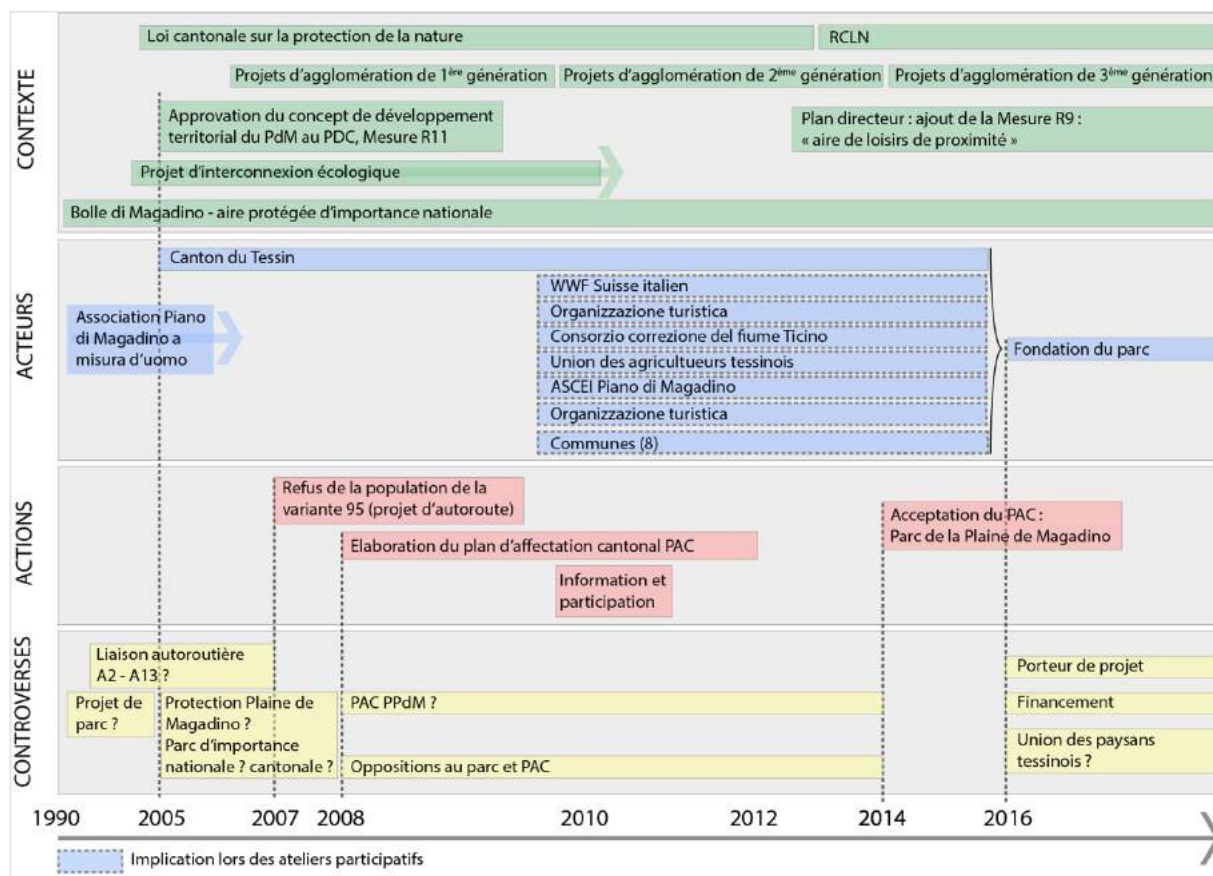 CONTEXTE
Loi cantonale sur la protection de la nature
RCLN
Projets d'agglomération de 1ère génération
Projets d'agglomération de 2ème génération
Projets d'agglomération de 3ème génération
Approvation du concept de développement
territorial du PdM au PDC, Mesure R11
Plan directeur : ajout de la Mesure R9 :
« aire de loisirs de proximité »
Projet d'interconnexion écologique
Bolle di Magadino - aire protégée d'importance nationale
ACTEURS
Canton du Tessin
WWF Suisse italien
Organizzazione turistica
Consorzio correzione del fiume Ticino
Union des agricultueurs tessinois
ASCEI Piano di Magadino
Organizzazione turistica
Communes (8)
Association Piano
di Magadino a
misura d'uomo
Fondation du parc
ACTIONS
Refus de la population de la
variante 95 (projet d'autoroute)
Elaboration du plan d'affectation cantonal PAC
Information et
participation
Acceptation du PAC :
Parc de la Plaine de Magadino
CONTROVERSES
Liaison autoroutière
A2 - A13 ?
Projet de
parc ?
Protection Plaine de
Magadino ?
Parc d'importance
nationale ? cantonale ?
PAC PPdM ?
Oppositions au parc et PAC
Porteur de projet
Financement
Union des paysans
tessinois ?
1990 2005 2007 2008 2010 2012 2014 2016
Implication lors des ateliers participatifs